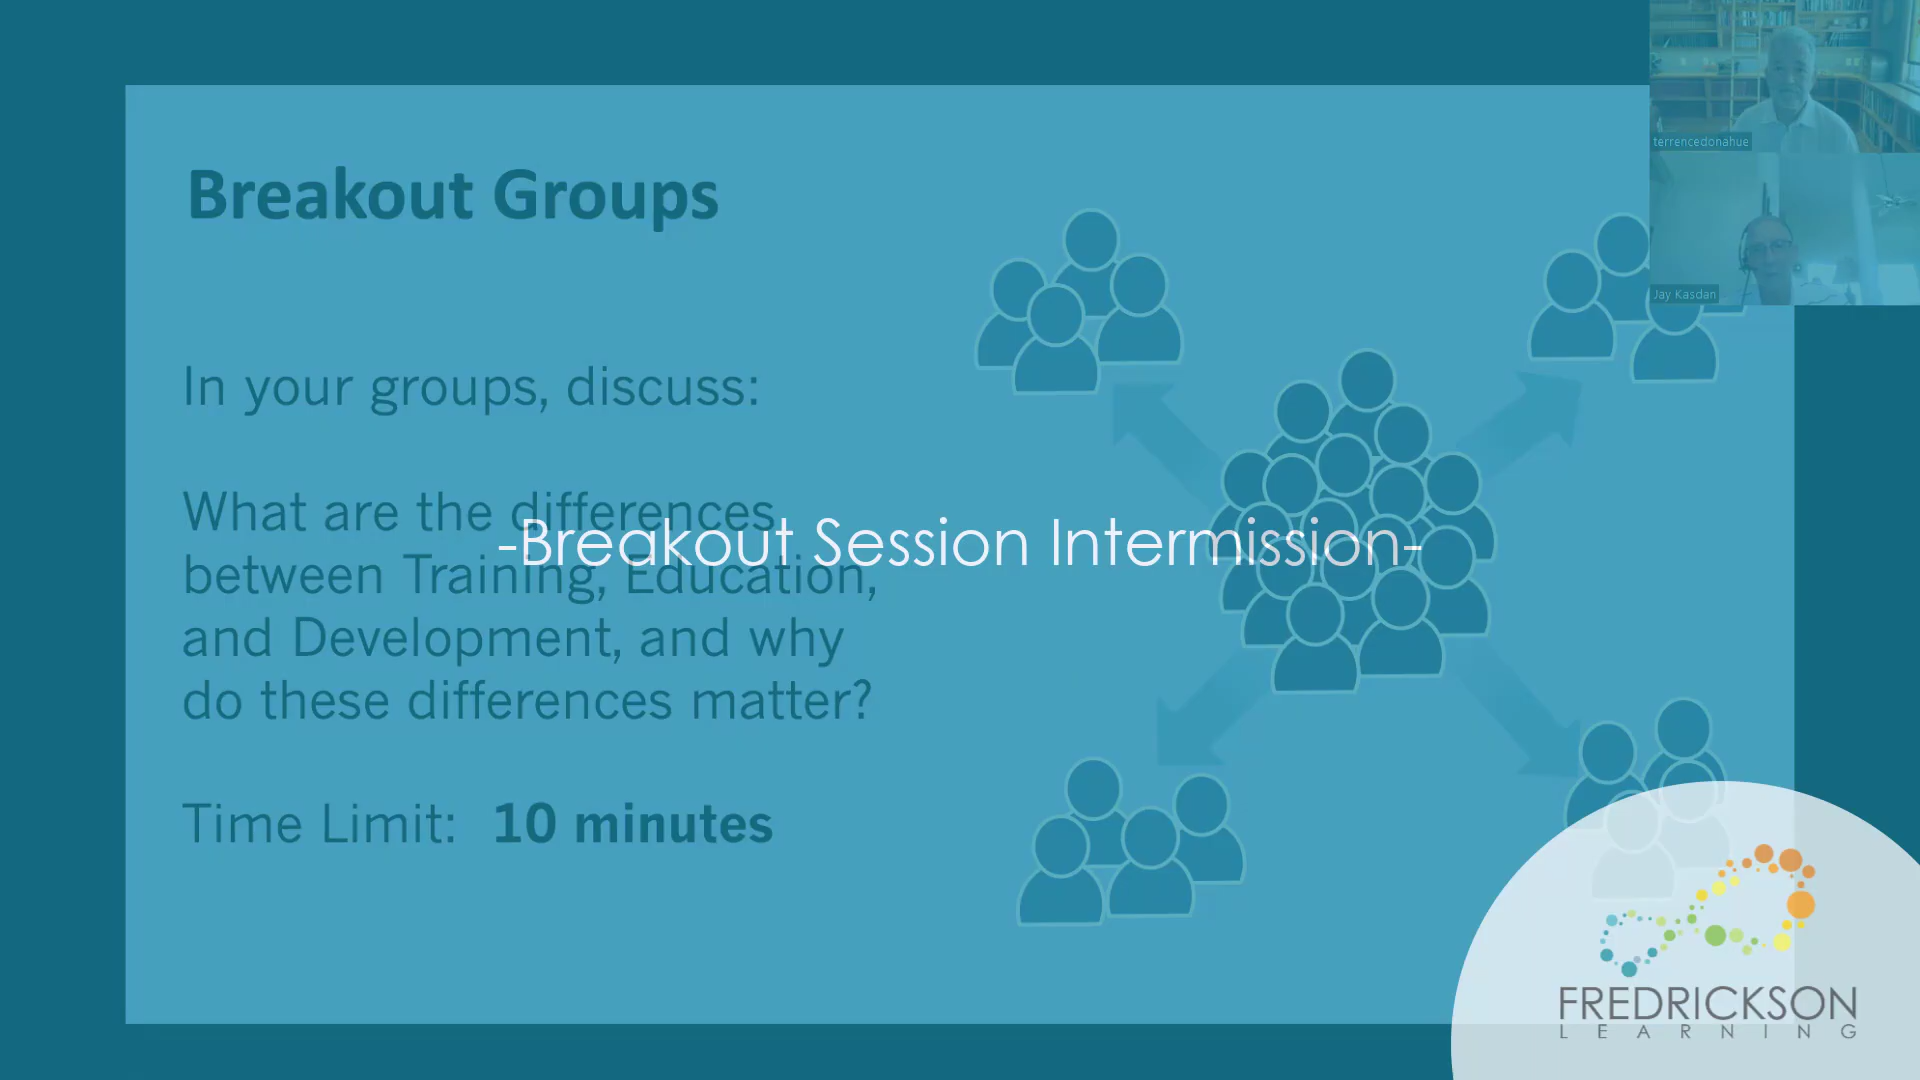 Breakout Groups
In your groups, discuss:
What are the differences
between Training, Education,
and Development, and why
do these differences matter?
Time Limit: 10 minutes
-Breakout Session Intermission-
terrencedonahue
Jay Kasdan
FREDRICKSON
LEARNING